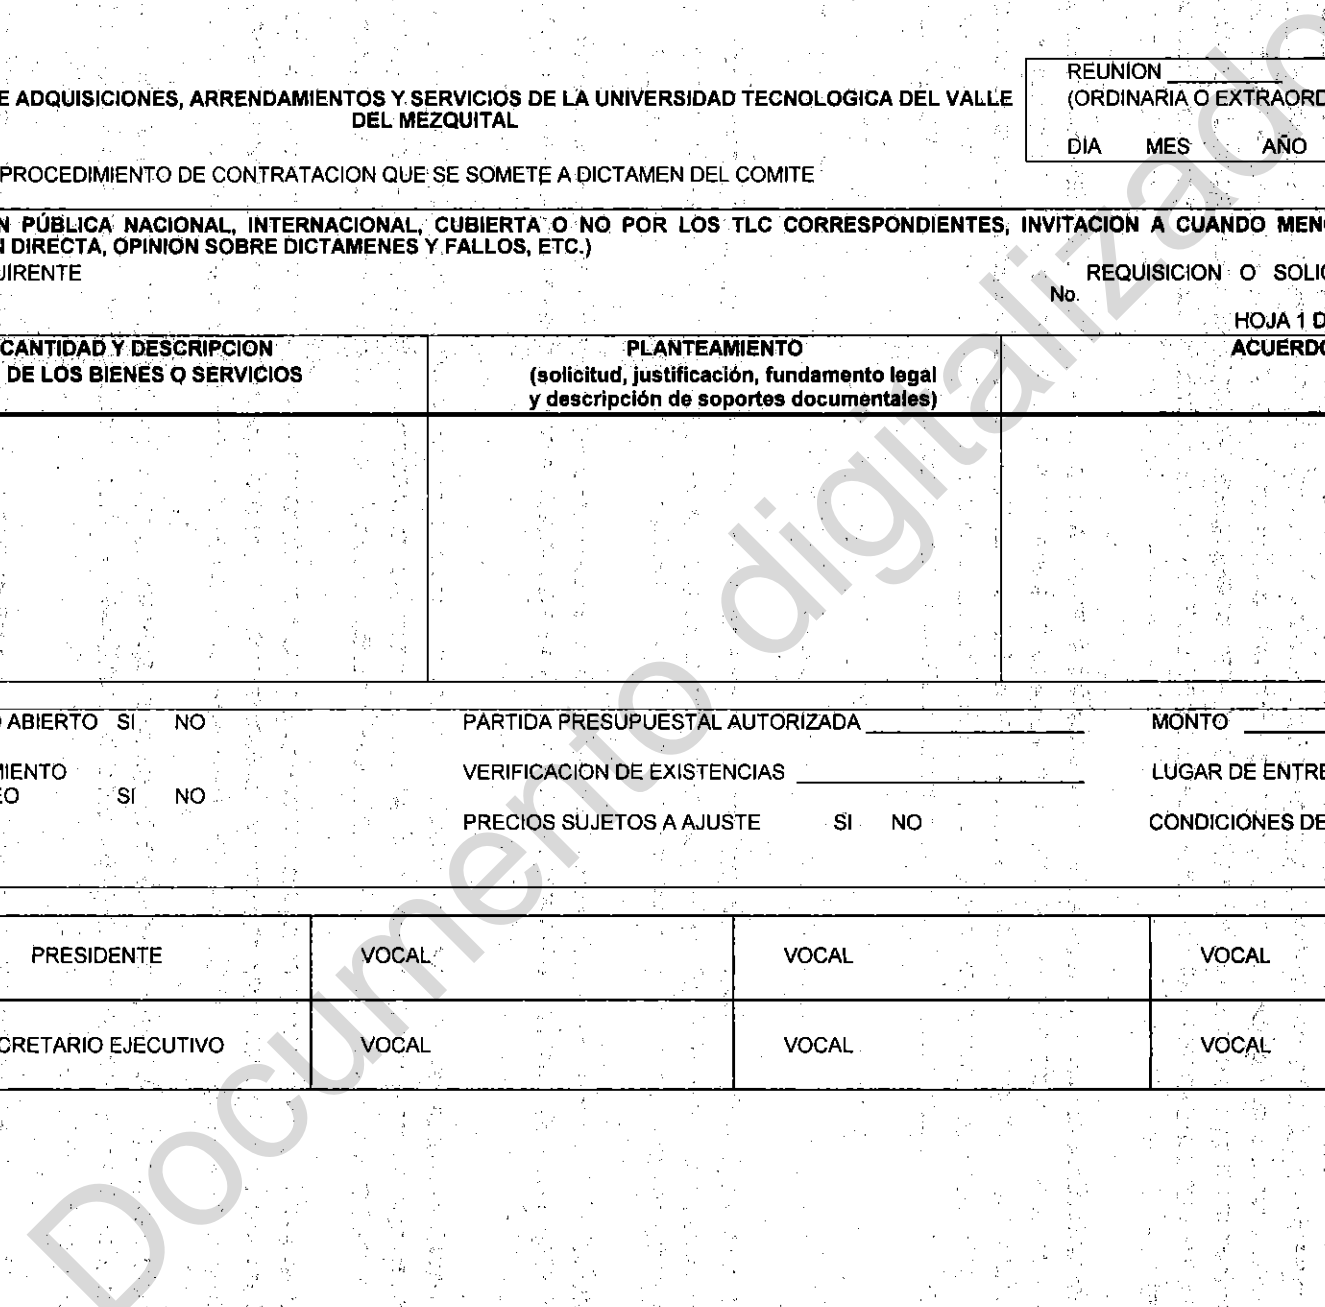 REUNION
E ADQUISICIONES, ARRENDAMIENTOS Y SERVICIOS DE LA UNIVERSIDAD TECNOLOGICA DEL VALLE
(ORDINARIA O EXTRAORD
DEL MEZQUITAL
DIA MES AÑO
PROCEDIMIENTO DE CONTRATACION QUE SE SOMETE A DICTAMEN DEL COMITE
N PÚBLICA NACIONAL, INTERNACIONAL, CUBIERTA O NO POR LOS TLC CORRESPONDIENTES, INVITACION A CUANDO MEN
N DIRECTA, OPINION SOBRE DICTAMENES Y FALLOS, ETC.)
UIRENTE
REQUISICION O SOLIC
No.
HOJA 1 D
CANTIDAD Y DESCRIPCION
DE LOS BIENES O SERVICIOS
PLANTEAMIENTO
(solicitud, justificación, fundamento legal
y descripción de soportes documentales)
ACUERDO
O ABIERTO SI NO
PARTIDA PRESUPUESTAL AUTORIZADA
MONTO
MIENTO
VERIFICACION DE EXISTENCIAS
LUGAR DE ENTRE
EO SI NO
PRECIOS SUJETOS A AJUSTE SI NO
CONDICIONES DE
PRESIDENTE VOCAL VOCAL VOCAL
CRETARIO EJECUTIVO VOCAL VOCAL VOCAL
Documento digitalizado